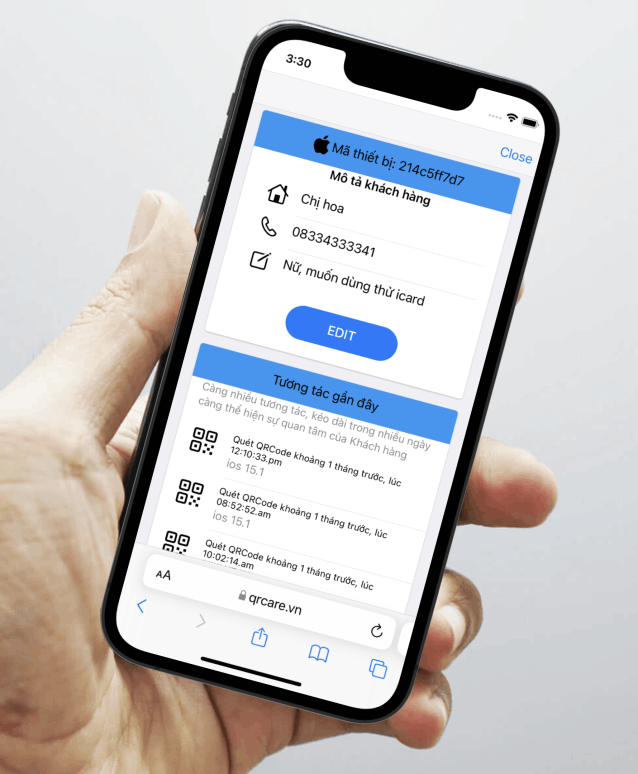 3:30
Close
Mã thiết bị: 214c5ff7d7
Mô tả khách hàng
Chị hoa
08334333341
Nữ, muốn dùng thử icard
EDIT
Tương tác gần đây
Càng nhiều tương tác, kéo dài trong nhiều ngày
càng thể hiện sự quan tâm của Khách hàng
Quét QRCode khoảng 1 tháng trước, lúc
12:10:33.pm
ios 15.1
Quét QRCode khoảng 1 tháng trước, lúc
08:52:52.am
ios 15.1
Quét QRCode khoảng 1 tháng trước, lúc
10:02:14.am
AA
qrcare.vn